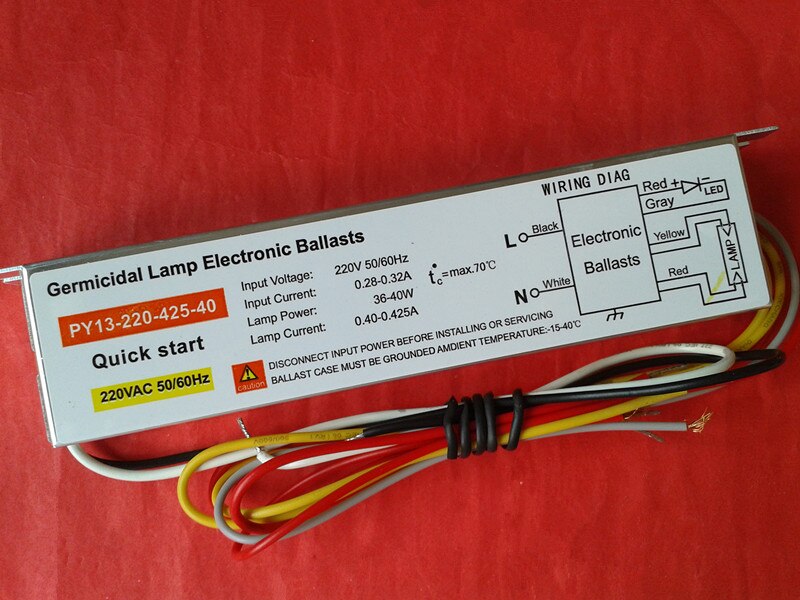 Germicidal Lamp Electronic Ballasts
PY13-220-425-40
Quick start
220VAC 50/60Hz
Input Voltage: 220V 50/60Hz
Input Current: 0.28-0.32A
Lamp Power: 36-40W
Lamp Current: 0.40-0.425A
tc=max.70℃
caution
DISCONNECT INPUT POWER BEFORE INSTALLING OR SERVICING
BALLAST CASE MUST BE GROUNDED AMDIENT TEMPERATURE:-15-40℃
WIRING DIAG
L Black
N White
Electronic
Ballasts
Red + − LED
Gray
Yellow
Red
LAMP